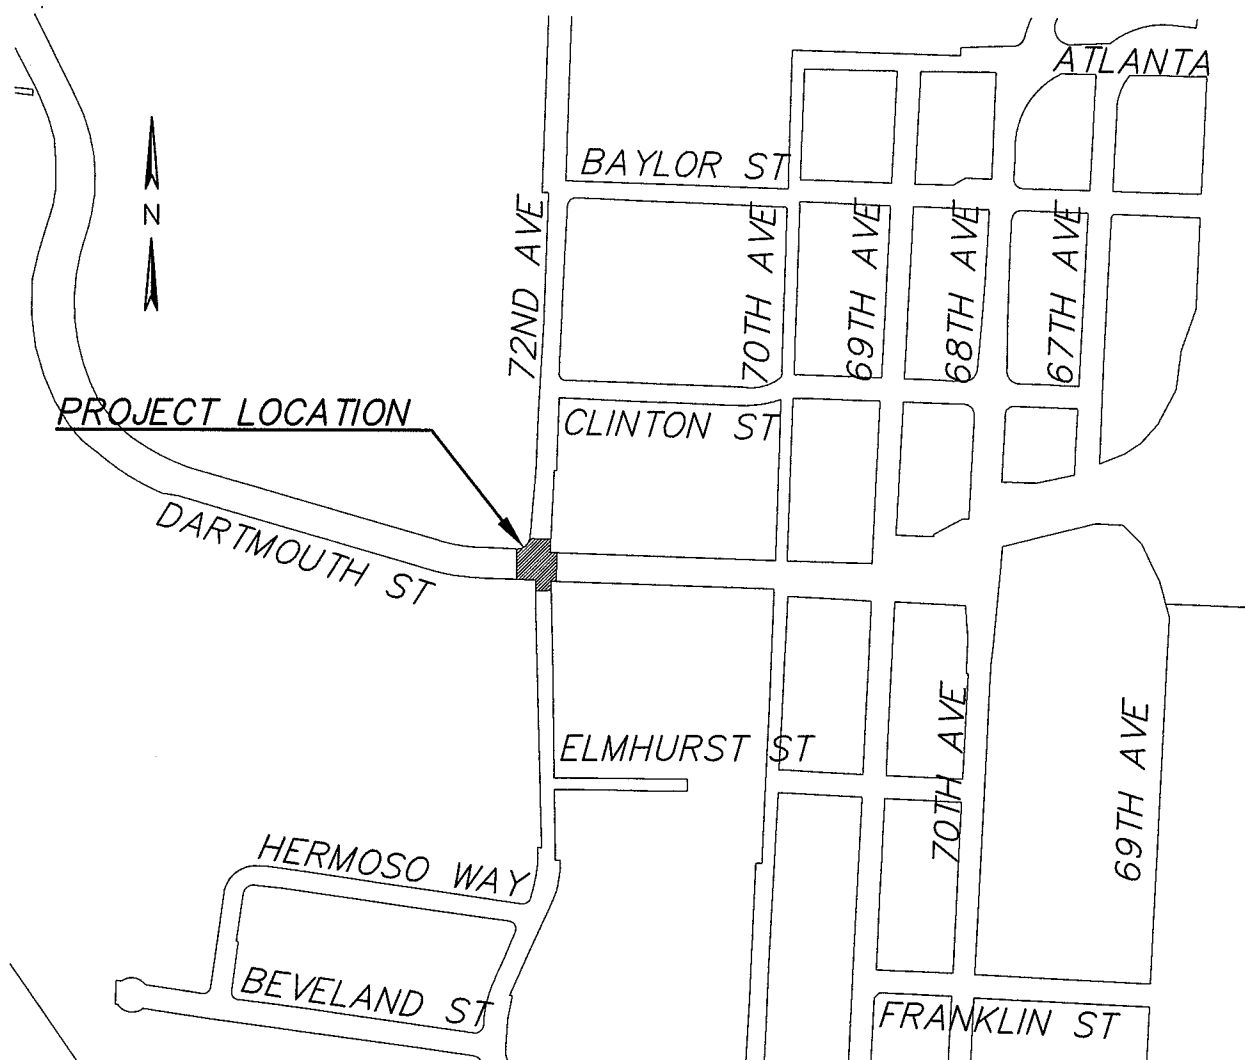 ATLANTA
BAYLOR ST
N
72ND AVE
70TH AVE
69TH AVE
68TH AVE
67TH AVE
PROJECT LOCATION
CLINTON ST
DARTMOUTH ST
ELMHURST ST
70TH AVE
69TH AVE
HERMOSO WAY
BEVELAND ST
FRANKLIN ST